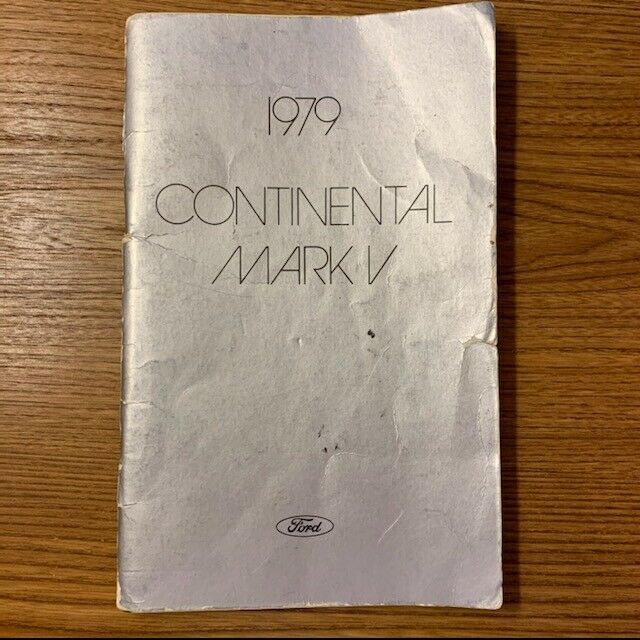 1979
CONTINENTAL
MARK V
Ford